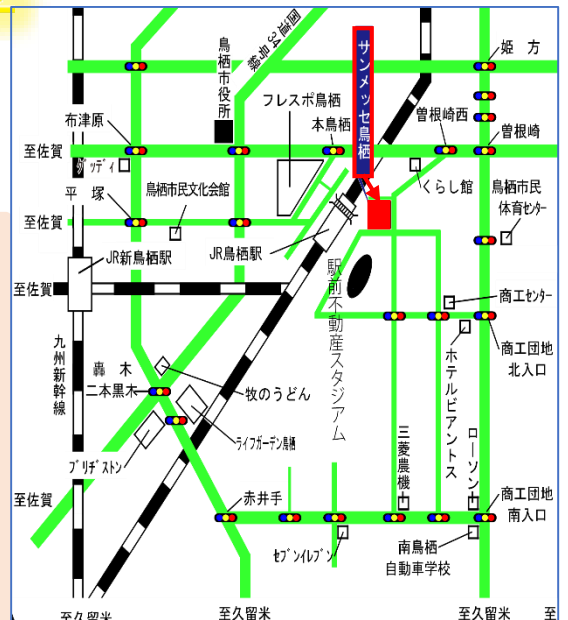 国道34号線
姫方
鳥栖市役所
サンメッセ鳥栖
フレスポ鳥栖
布津原
本鳥栖
曽根崎西
曽根崎
至佐賀
グッディ
くらし館
平塚
鳥栖市民文化会館
鳥栖市民
体育センター
至佐賀
JR新鳥栖駅
JR鳥栖駅
駅前不動産スタジアム
至佐賀
商工センター
九州新幹線
轟木
二本黒木
牧のうどん
ホテルビアントス
商工団地
北入口
ライフガーデン鳥栖
ブリヂストン
三菱農機
ローソン
至佐賀
赤井手
商工団地
南入口
セブンイレブン
南鳥栖
自動車学校
至久留米
至久留米
至久留米
至